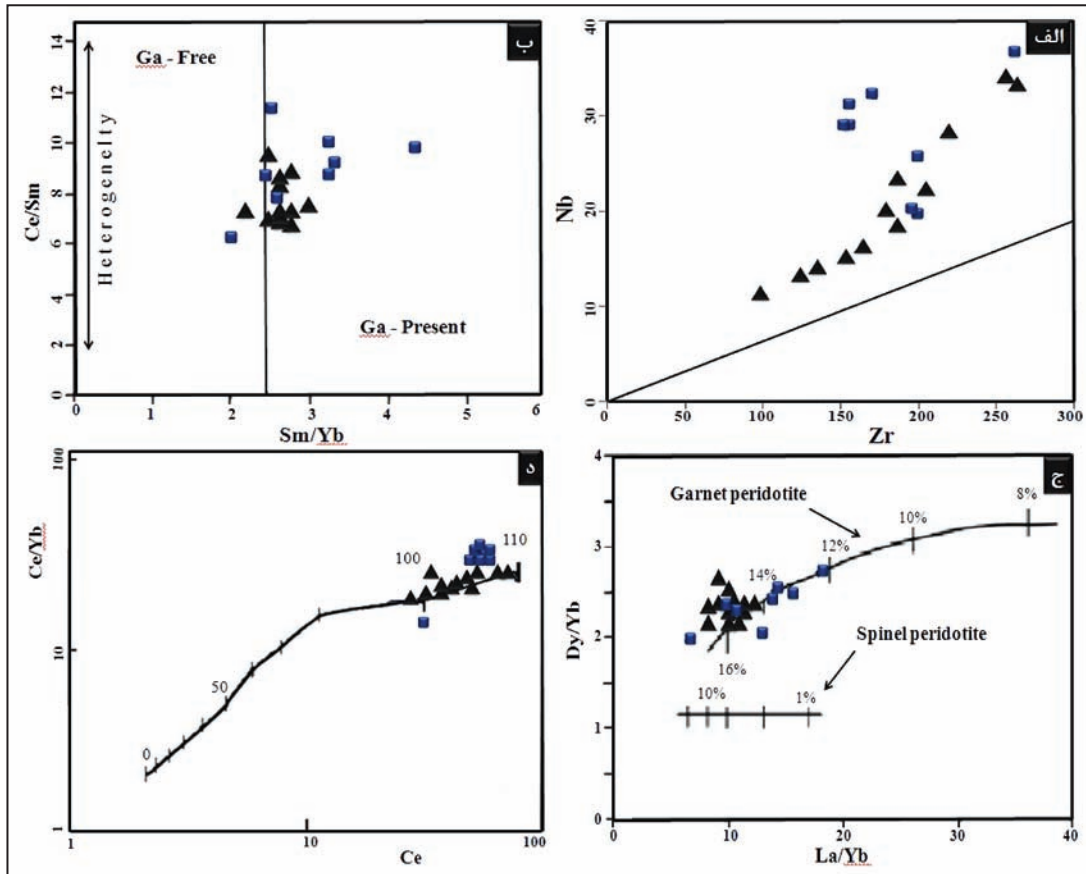 ب
Ga - Free
Heterogenelty
Ga - Present
Ce/Sm
14
12
10
8
6
4
2
0
0 1 2 3 4 5 6
Sm/Yb
الف
Nb
40
30
20
10
0
0 50 100 150 200 250 300
Zr
د
Ce/Yb
100
10
1
110
100
50
0
1 10 100
Ce
ج
Garnet peridotite
8%
10%
12%
14%
16%
Spinel peridotite
10% 1%
Dy/Yb
4
3
2
1
0
0 10 20 30 40
La/Yb